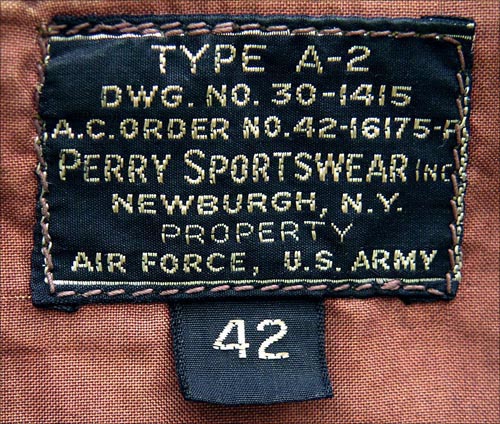 TYPE A-2
DWG. NO. 30-1415
A.C. ORDER NO. 42-16175-P
PERRY SPORTSWEAR INC
NEWBURGH, N.Y.
PROPERTY
AIR FORCE, U.S. ARMY
42